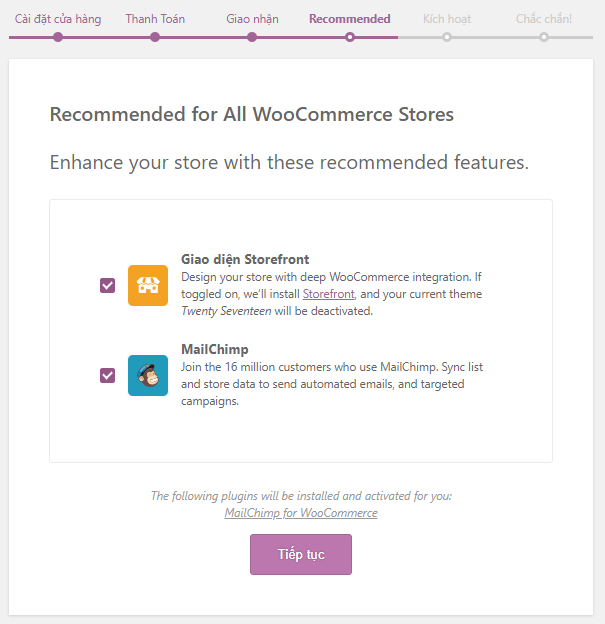 Cài đặt cửa hàng Thanh Toán Giao nhận Recommended Kích hoạt Chắc chắn!
Recommended for All WooCommerce Stores
Enhance your store with these recommended features.
Giao diện Storefront
Design your store with deep WooCommerce integration. If
toggled on, we'll install Storefront, and your current theme
Twenty Seventeen will be deactivated.
MailChimp
Join the 16 million customers who use MailChimp. Sync list
and store data to send automated emails, and targeted
campaigns.
The following plugins will be installed and activated for you:
MailChimp for WooCommerce
Tiếp tục